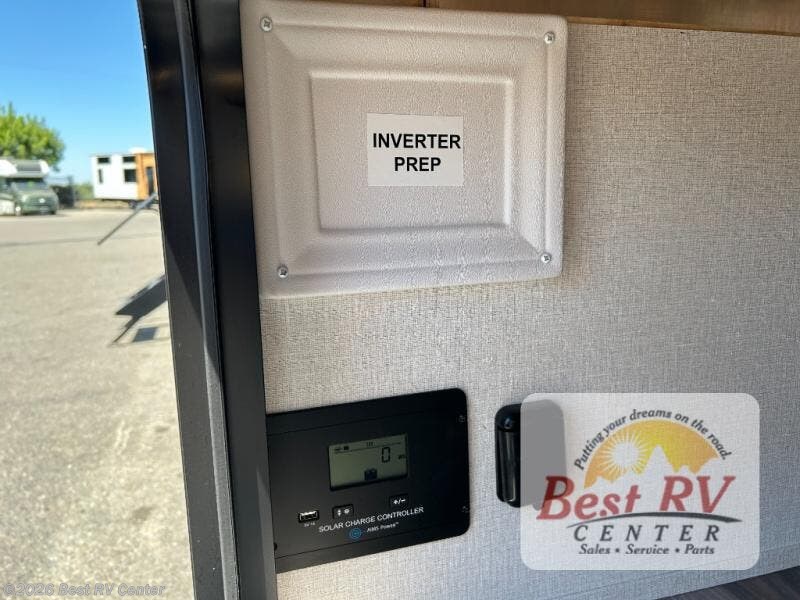 INVERTER
PREP
0
SOLAR CHARGE CONTROLLER
Putting your dreams on the road.
Best RV
CENTER
Sales • Service • Parts
©2026 Best RV Center